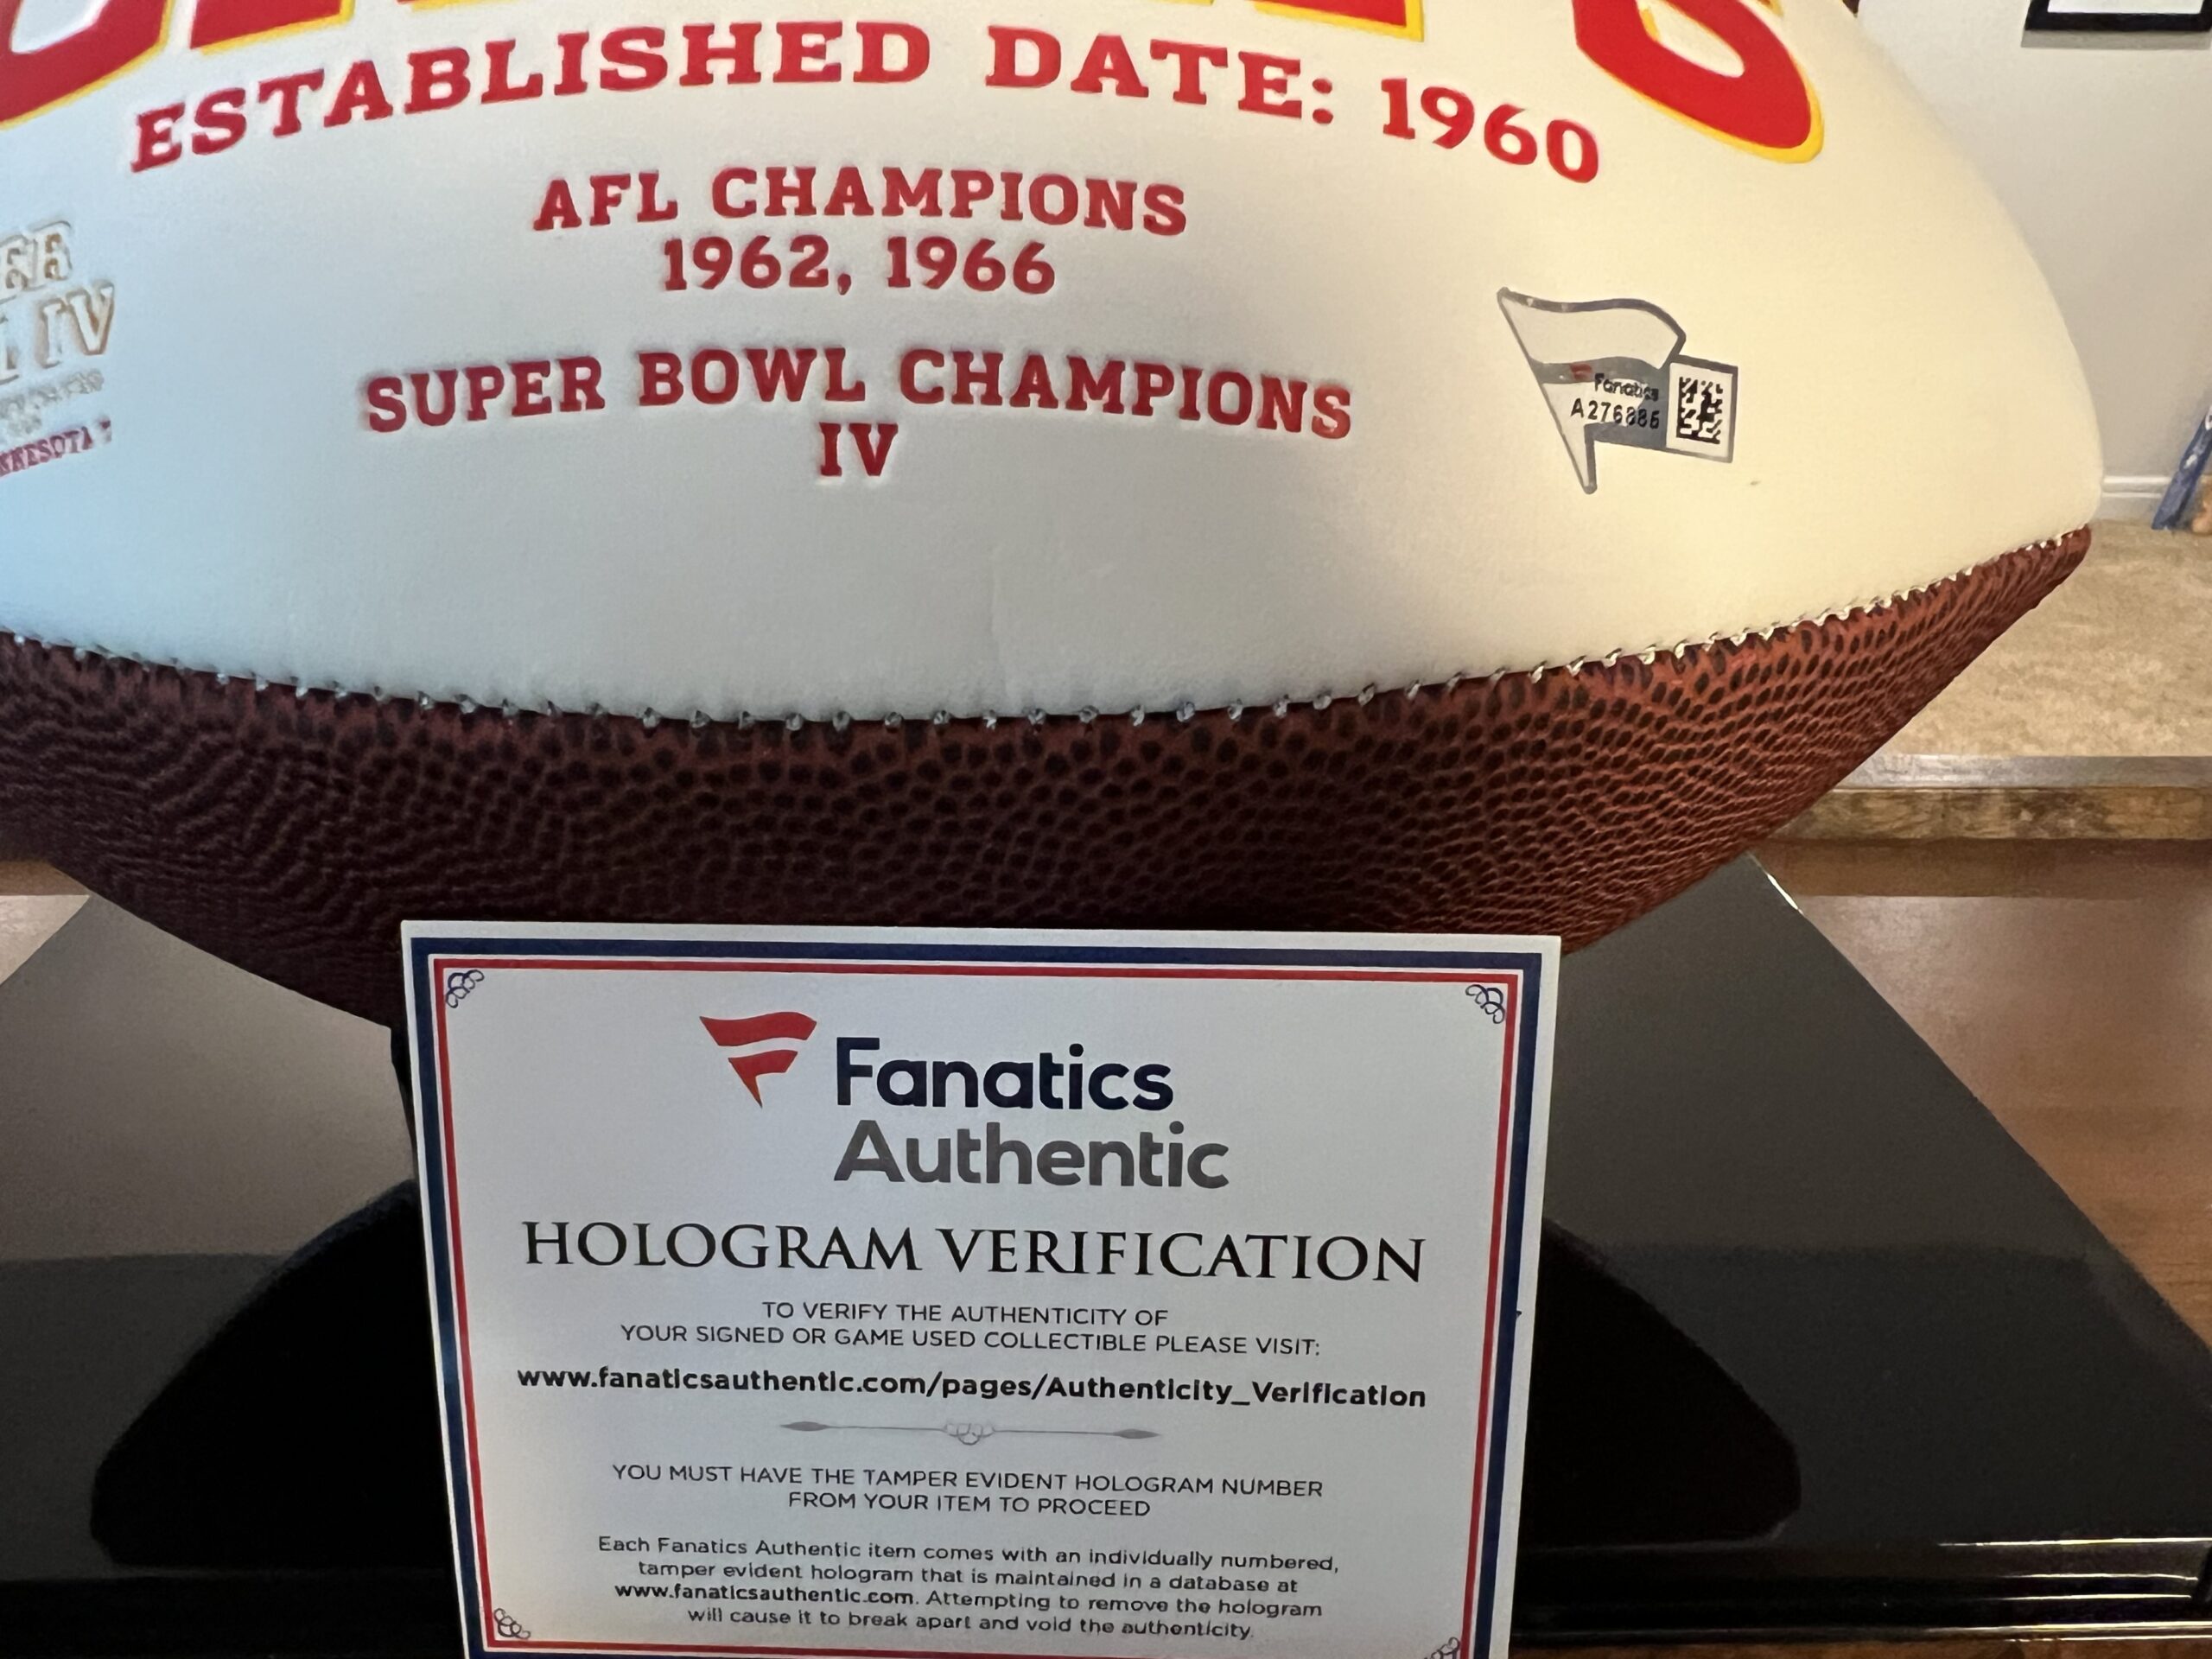 ESTABLISHED DATE: 1960
AFL CHAMPIONS
1962, 1966
SUPER BOWL CHAMPIONS
IV
IV
Fanatics
A276886
Fanatics
Authentic
HOLOGRAM VERIFICATION
TO VERIFY THE AUTHENTICITY OF
YOUR SIGNED OR GAME USED COLLECTIBLE PLEASE VISIT:
www.fanaticsauthentic.com/pages/Authenticity_Verification
YOU MUST HAVE THE TAMPER EVIDENT HOLOGRAM NUMBER
FROM YOUR ITEM TO PROCEED
Each Fanatics Authentic item comes with an individually numbered,
tamper evident hologram that is maintained in a database at
www.fanaticsauthentic.com. Attempting to remove the hologram
will cause it to break apart and void the authenticity.